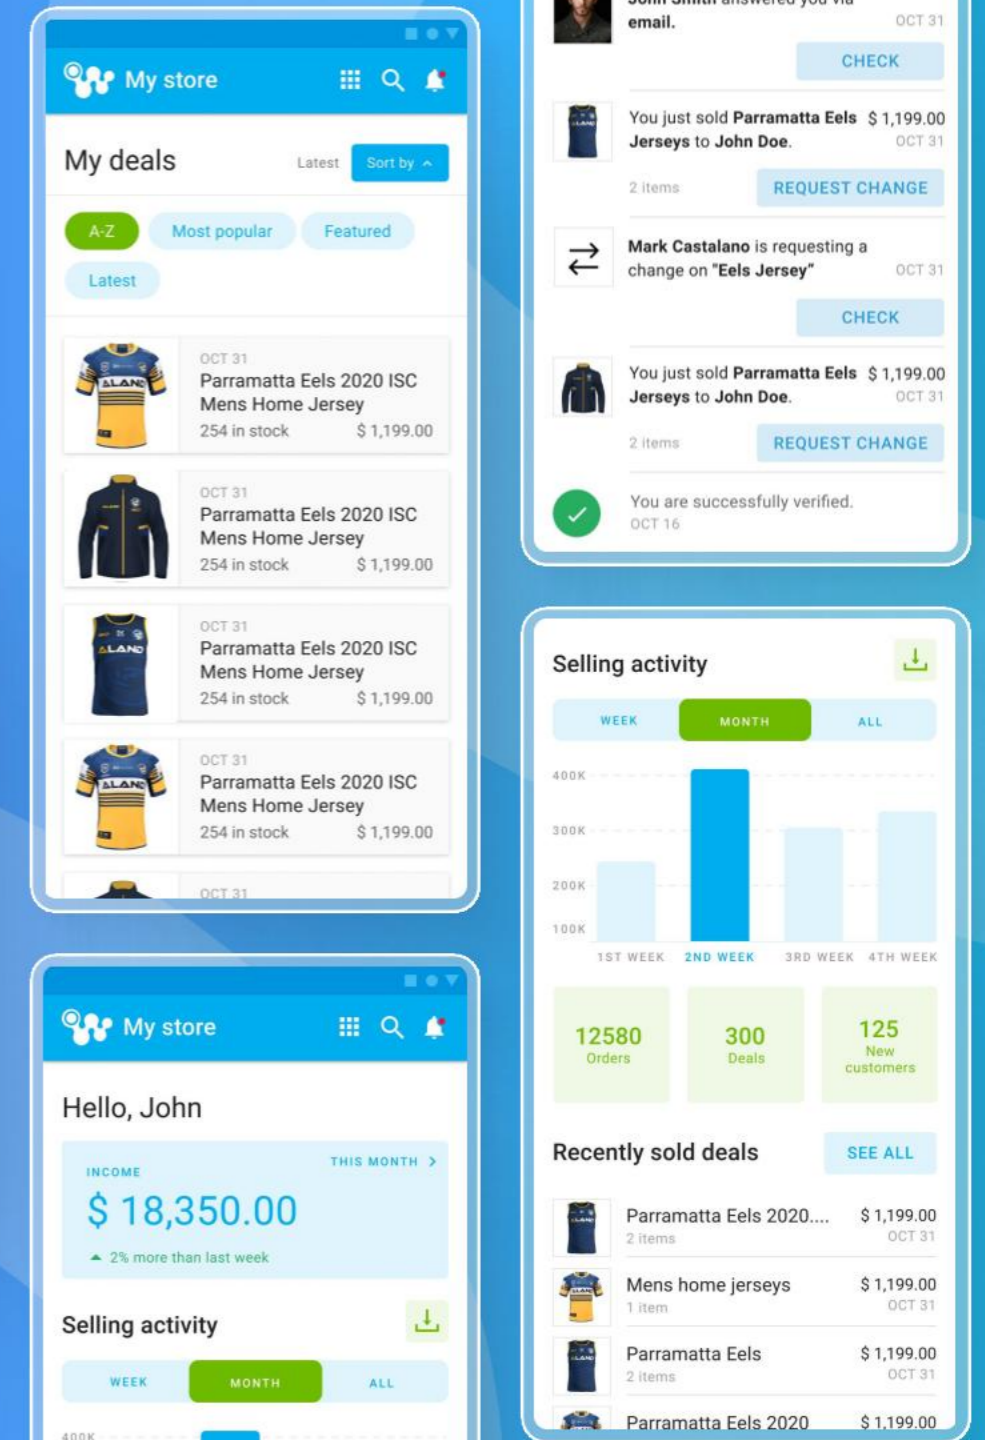 My store
My deals
Latest
Sort by
A-Z
Most popular
Featured
Latest
OCT 31
Parramatta Eels 2020 ISC
Mens Home Jersey
254 in stock
$ 1,199.00
OCT 31
Parramatta Eels 2020 ISC
Mens Home Jersey
254 in stock
$ 1,199.00
OCT 31
Parramatta Eels 2020 ISC
Mens Home Jersey
254 in stock
$ 1,199.00
OCT 31
Parramatta Eels 2020 ISC
Mens Home Jersey
254 in stock
$ 1,199.00
OCT 31
My store
Hello, John
INCOME
THIS MONTH
$ 18,350.00
2% more than last week
Selling activity
WEEK
MONTH
ALL
400K
John Smith answered you via
email.
OCT 31
CHECK
You just sold Parramatta Eels
$ 1,199.00
Jerseys to John Doe.
OCT 31
2 items
REQUEST CHANGE
Mark Castalano is requesting a
change on "Eels Jersey"
OCT 31
CHECK
You just sold Parramatta Eels
$ 1,199.00
Jerseys to John Doe.
OCT 31
2 items
REQUEST CHANGE
You are successfully verified.
OCT 16
Selling activity
WEEK
MONTH
ALL
400K
300K
200K
100K
1ST WEEK
2ND WEEK
3RD WEEK
4TH WEEK
12580
Orders
300
Deals
125
New
customers
Recently sold deals
SEE ALL
Parramatta Eels 2020....
$ 1,199.00
2 items
OCT 31
Mens home jerseys
$ 1,199.00
1 item
OCT 31
Parramatta Eels
$ 1,199.00
2 items
OCT 31
Parramatta Eels 2020
$ 1,199.00